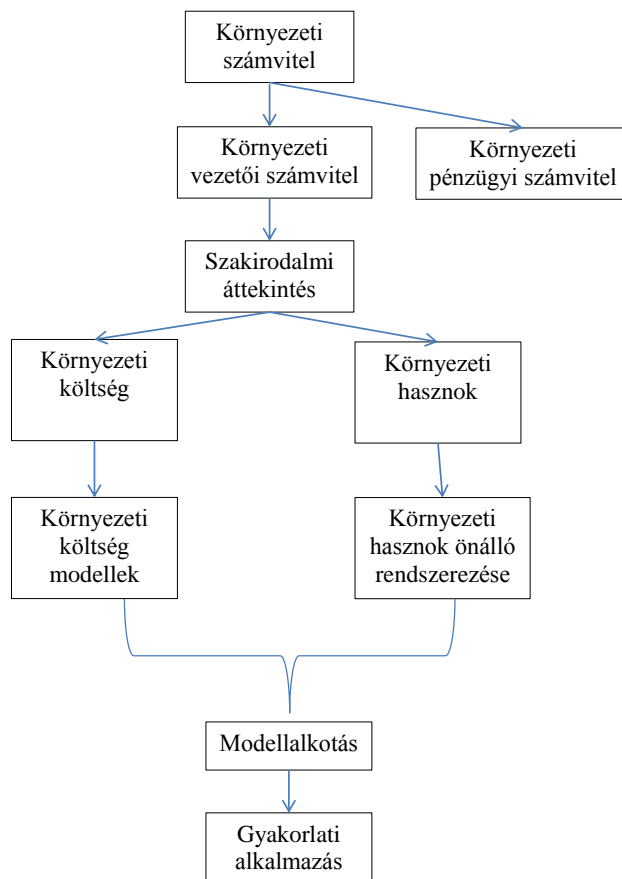 Környezeti
számvitel
Környezeti
vezetői számvitel
Környezeti
pénzügyi számvitel
Szakirodalmi
áttekintés
Környezeti
költség
Környezeti
hasznok
Környezeti
költség
modellek
Környezeti
hasznok önálló
rendszerezése
Modellalkotás
Gyakorlati
alkalmazás